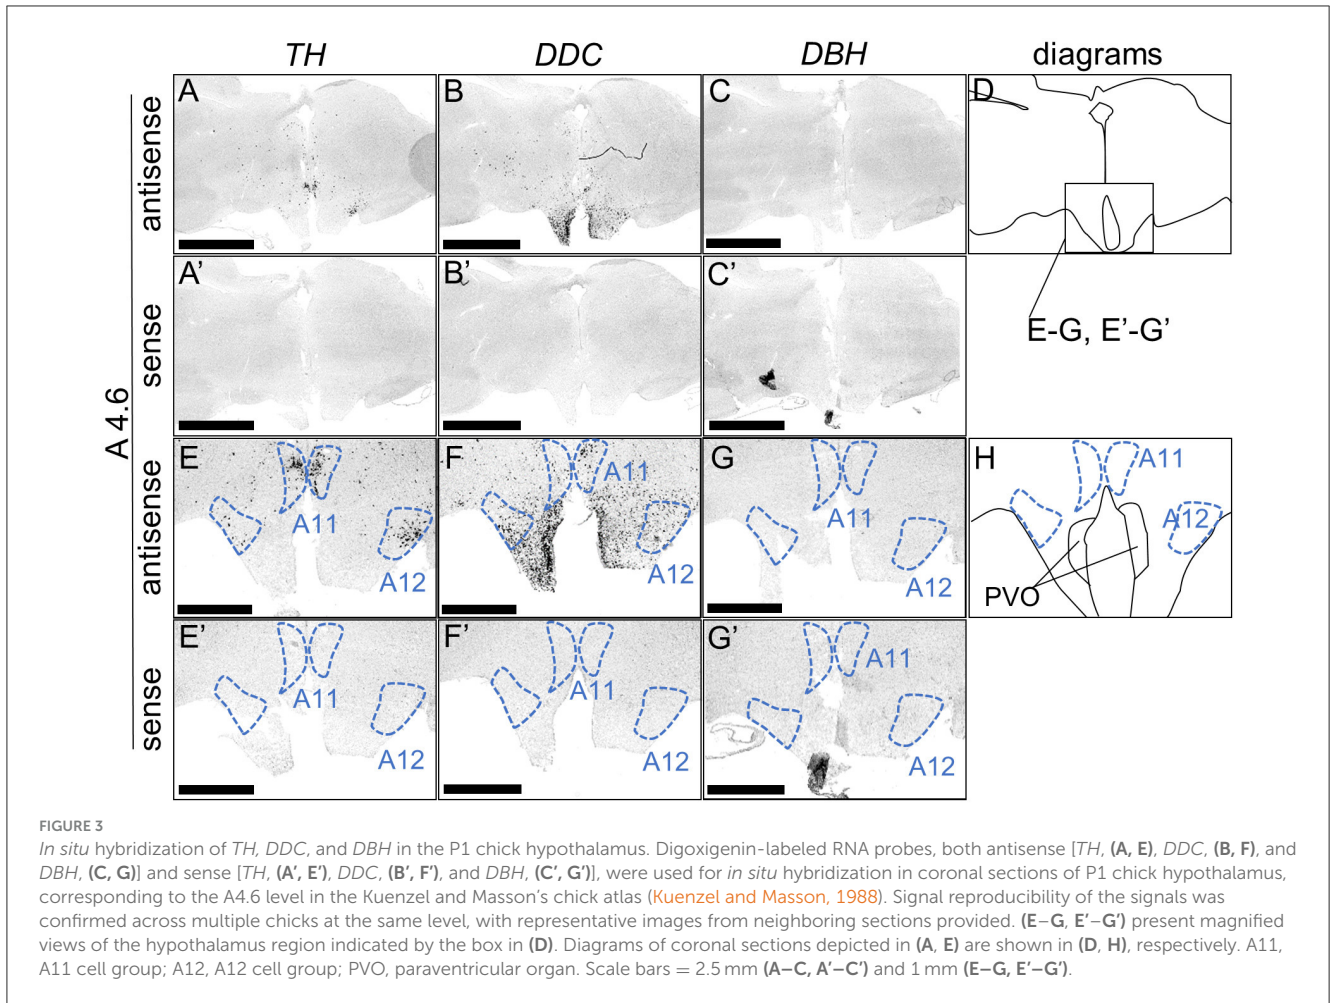 TH DDC DBH diagrams
A 4.6
antisense
A B C D
E-G, E'-G'
sense
A' B' C'
antisense
E A11 A12
F A11 A12
G A11 A12
H A11 A12 PVO
sense
E' A11 A12
F' A11 A12
G' A11 A12
FIGURE 3
In situ hybridization of TH, DDC, and DBH in the P1 chick hypothalamus. Digoxigenin-labeled RNA probes, both antisense [TH, (A, E), DDC, (B, F), and
DBH, (C, G)] and sense [TH, (A', E'), DDC, (B', F'), and DBH, (C', G')], were used for in situ hybridization in coronal sections of P1 chick hypothalamus,
corresponding to the A4.6 level in the Kuenzel and Masson's chick atlas (Kuenzel and Masson, 1988). Signal reproducibility of the signals was
confirmed across multiple chicks at the same level, with representative images from neighboring sections provided. (E–G, E'–G') present magnified
views of the hypothalamus region indicated by the box in (D). Diagrams of coronal sections depicted in (A, E) are shown in (D, H), respectively. A11,
A11 cell group; A12, A12 cell group; PVO, paraventricular organ. Scale bars = 2.5 mm (A–C, A'–C') and 1 mm (E–G, E'–G').